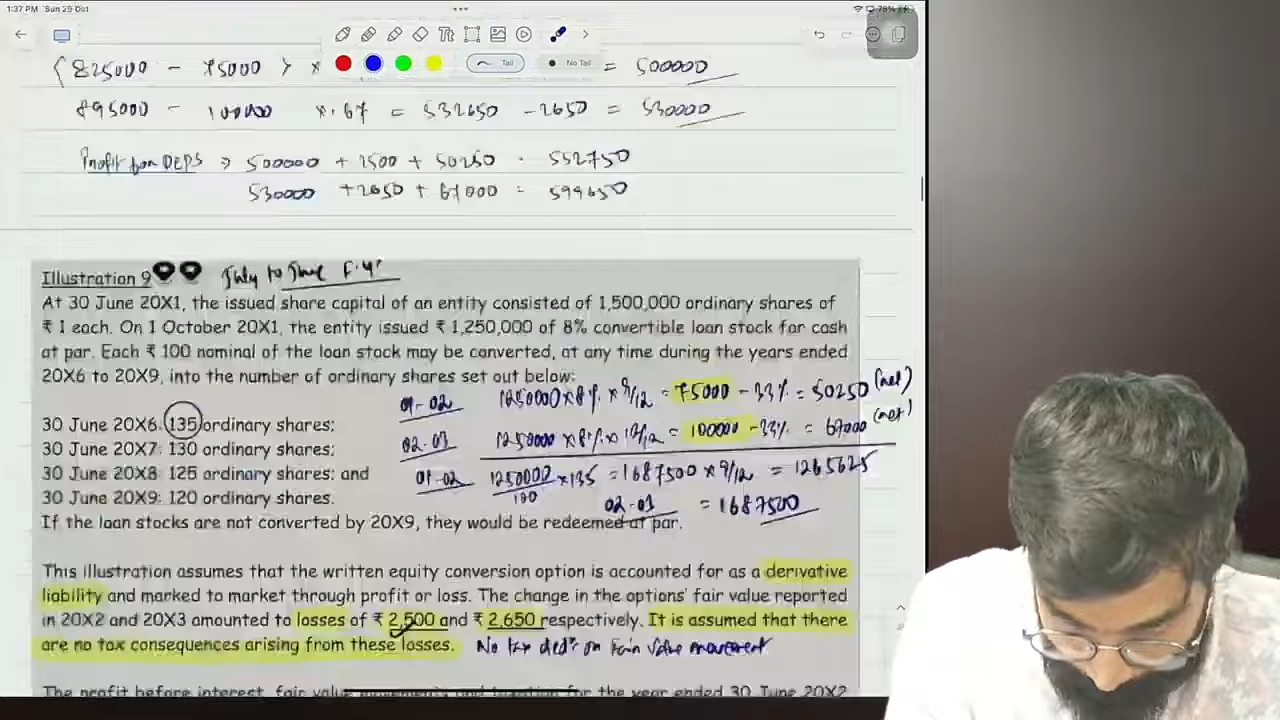 1:37 PM Sun 29 Oct
78%
Tail
No Tail
(825000 - 75000) × = 500000
895000 - 100000 ×.67 = 532650 - 2650 = 530000
Profit for DEPS → 500000 + 2500 + 50250 = 552750
530000 + 2650 + 67000 = 599650
Illustration 9 July to June F.Y.
At 30 June 20X1, the issued share capital of an entity consisted of 1,500,000 ordinary shares of
₹ 1 each. On 1 October 20X1, the entity issued ₹ 1,250,000 of 8% convertible loan stock for cash
at par. Each ₹ 100 nominal of the loan stock may be converted, at any time during the years ended
20X6 to 20X9, into the number of ordinary shares set out below:
01-02 1250000×8%×9/12 = 75000 - 33% = 50250 (net)
30 June 20X6: 135 ordinary shares;
02-03 1250000×8%×12/12 = 100000 - 33% = 67000 (net)
30 June 20X7: 130 ordinary shares;
30 June 20X8: 125 ordinary shares; and
01-02 1250000/100 ×135 = 1687500 × 9/12 = 1265625
30 June 20X9: 120 ordinary shares.
02-03 = 1687500
If the loan stocks are not converted by 20X9, they would be redeemed at par.
This illustration assumes that the written equity conversion option is accounted for as a derivative
liability and marked to market through profit or loss. The change in the options' fair value reported
in 20X2 and 20X3 amounted to losses of ₹ 2,500 and ₹ 2,650 respectively. It is assumed that there
are no tax consequences arising from these losses. No tax dedn on Fair Value movement
The profit before interest, fair value movements and taxation for the year ended 30 June 20X2